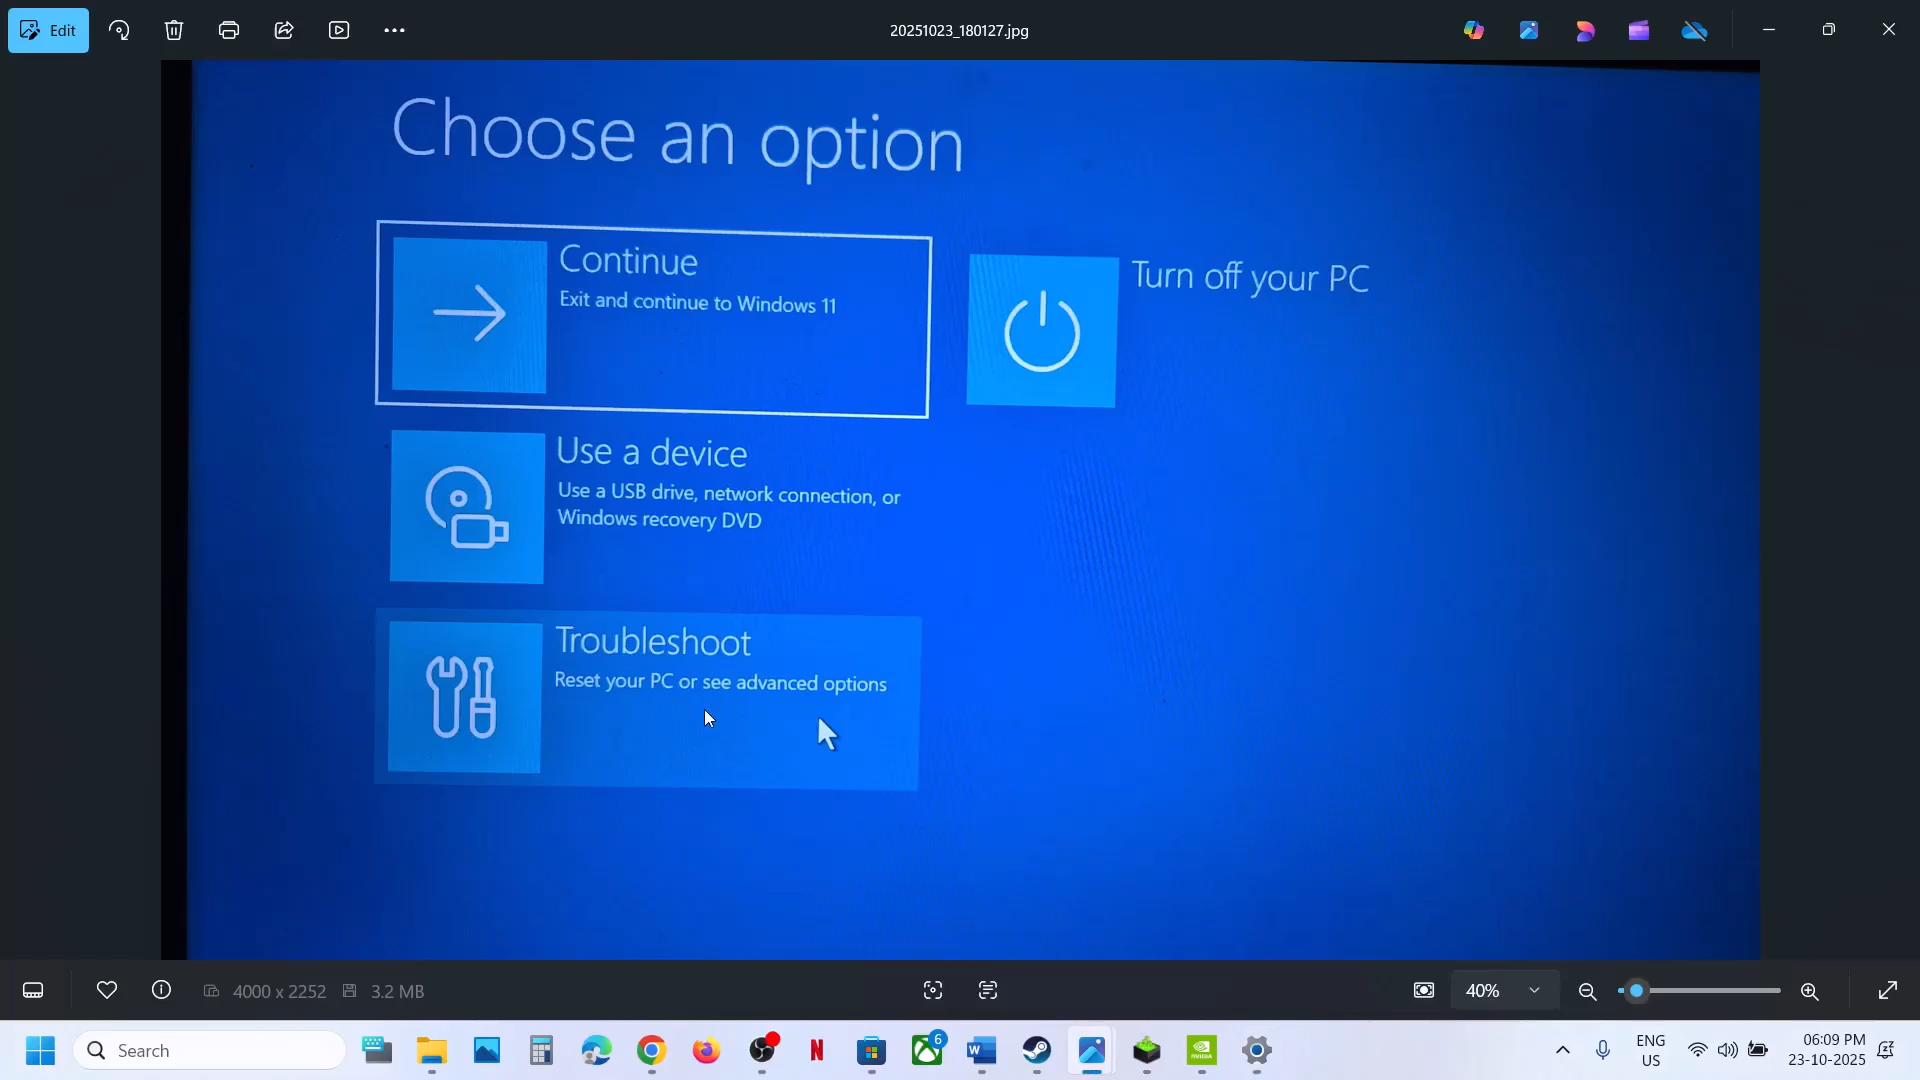 Edit
20251023_180127.jpg
Choose an option
Continue
Exit and continue to Windows 11
Turn off your PC
Use a device
Use a USB drive, network connection, or
Windows recovery DVD
Troubleshoot
Reset your PC or see advanced options
4000 x 2252
3.2 MB
40%
Search
6
ENG
US
06:09 PM
23-10-2025